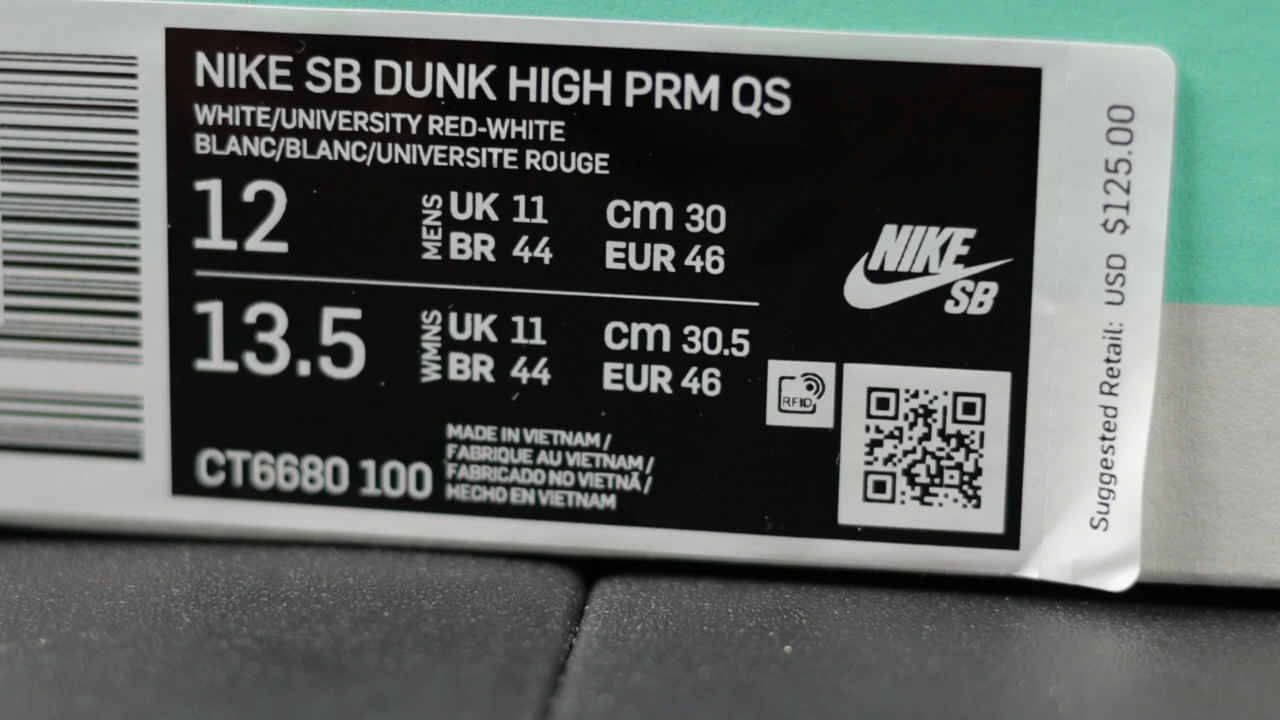 NIKE SB DUNK HIGH PRM QS
WHITE/UNIVERSITY RED-WHITE
BLANC/BLANC/UNIVERSITE ROUGE
12
MENS
UK 11
cm 30
BR 44
EUR 46
13.5
WMNS
UK 11
cm 30.5
BR 44
EUR 46
CT6680 100
MADE IN VIETNAM /
FABRIQUE AU VIETNAM /
FABRICADO NO VIETNÃ /
HECHO EN VIETNAM
NIKE
SB
RFID
Suggested Retail: USD $125.00